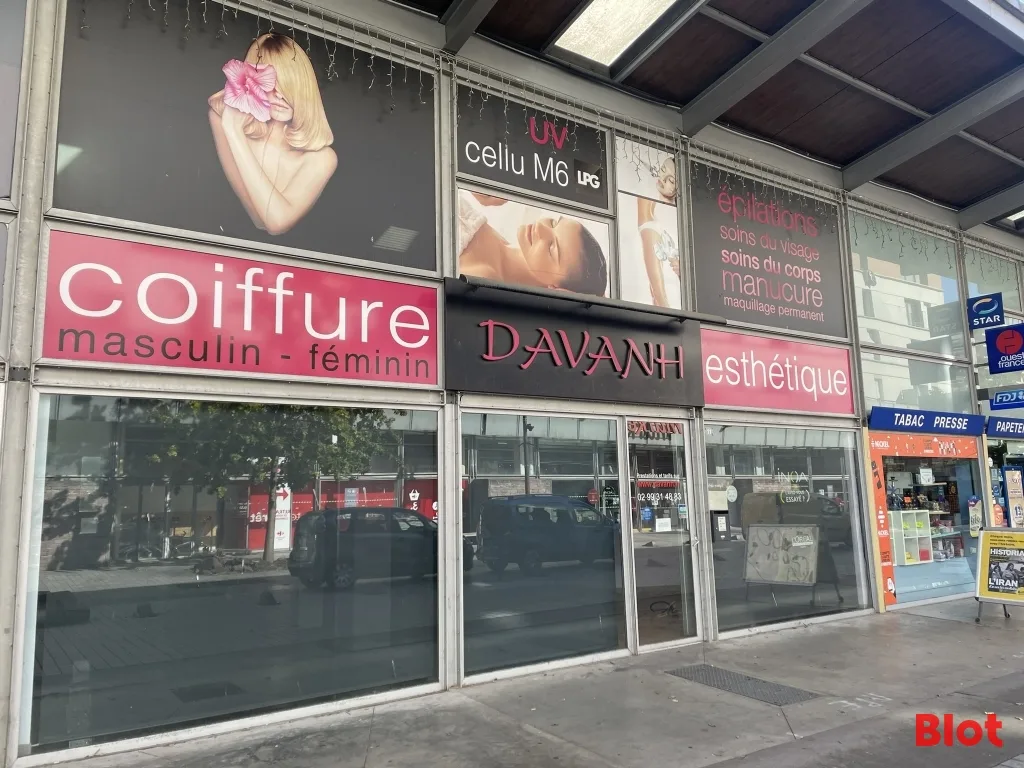 UV
cellu M6 LPG
épilations
soins du visage
soins du corps
manucure
maquillage permanent
coiffure
masculin - féminin
DAVANH
esthétique
STAR
ouest
france
FDJ
TABAC PRESSE
PAPETE
02 99 31 48 83
iNOA
HISTORIA
L'IRAN
Blot